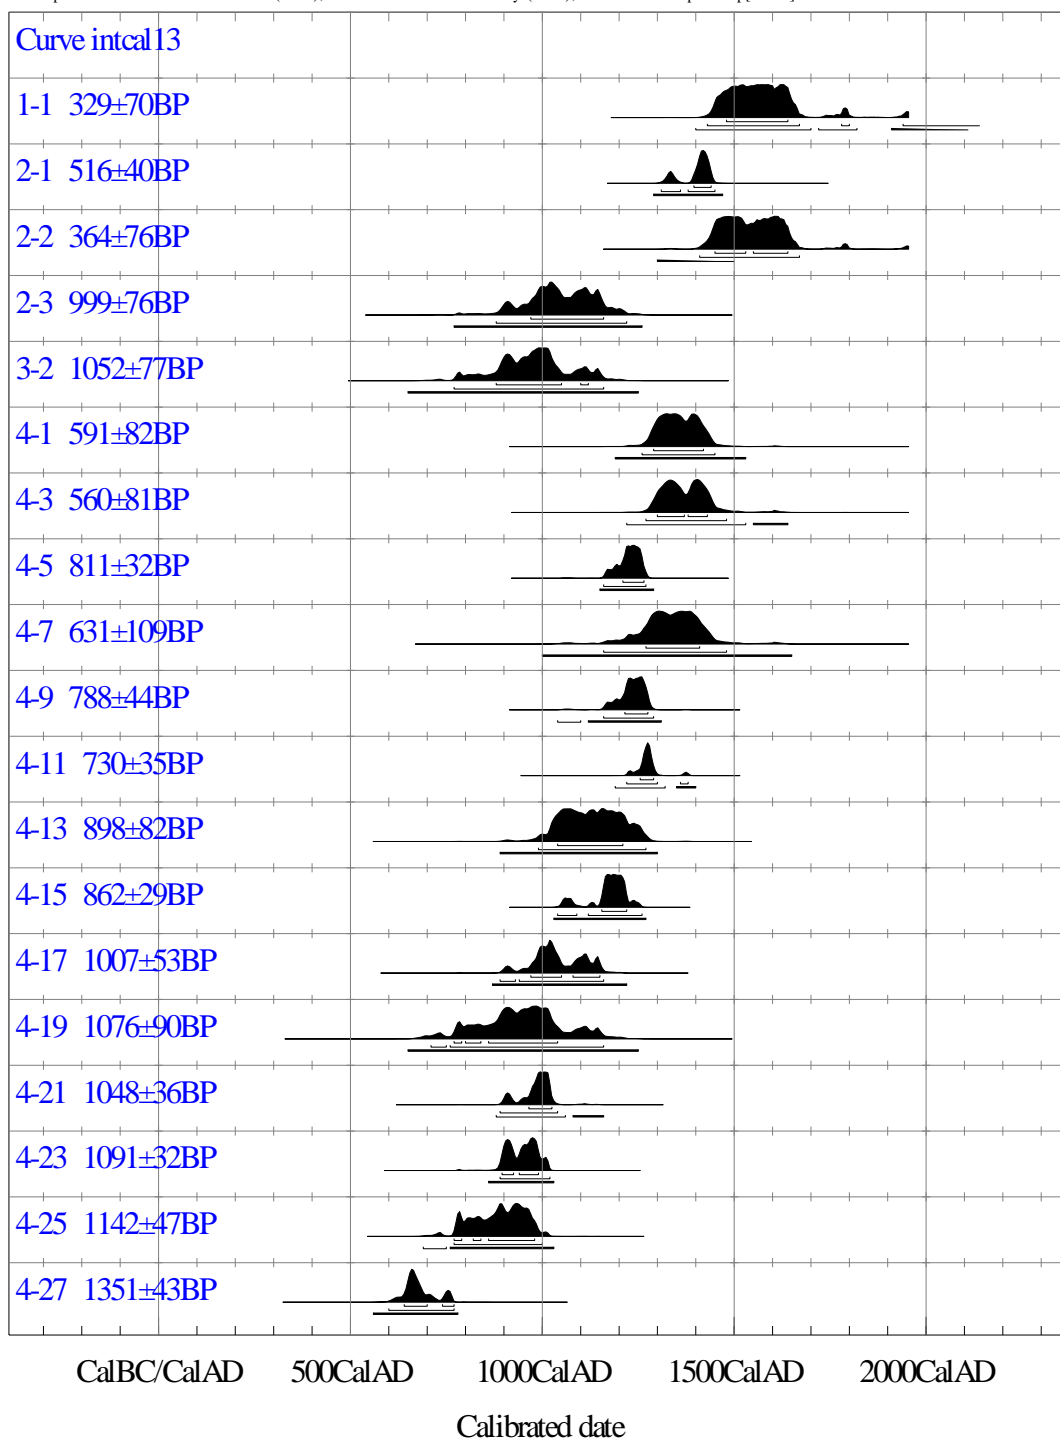 Curve intcal13
1-1 329±70BP
2-1 516±40BP
2-2 364±76BP
2-3 999±76BP
3-2 1052±77BP
4-1 591±82BP
4-3 560±81BP
4-5 811±32BP
4-7 631±109BP
4-9 788±44BP
4-11 730±35BP
4-13 898±82BP
4-15 862±29BP
4-17 1007±53BP
4-19 1076±90BP
4-21 1048±36BP
4-23 1091±32BP
4-25 1142±47BP
4-27 1351±43BP
CalBC/CalAD 500CalAD 1000CalAD 1500CalAD 2000CalAD
Calibrated date